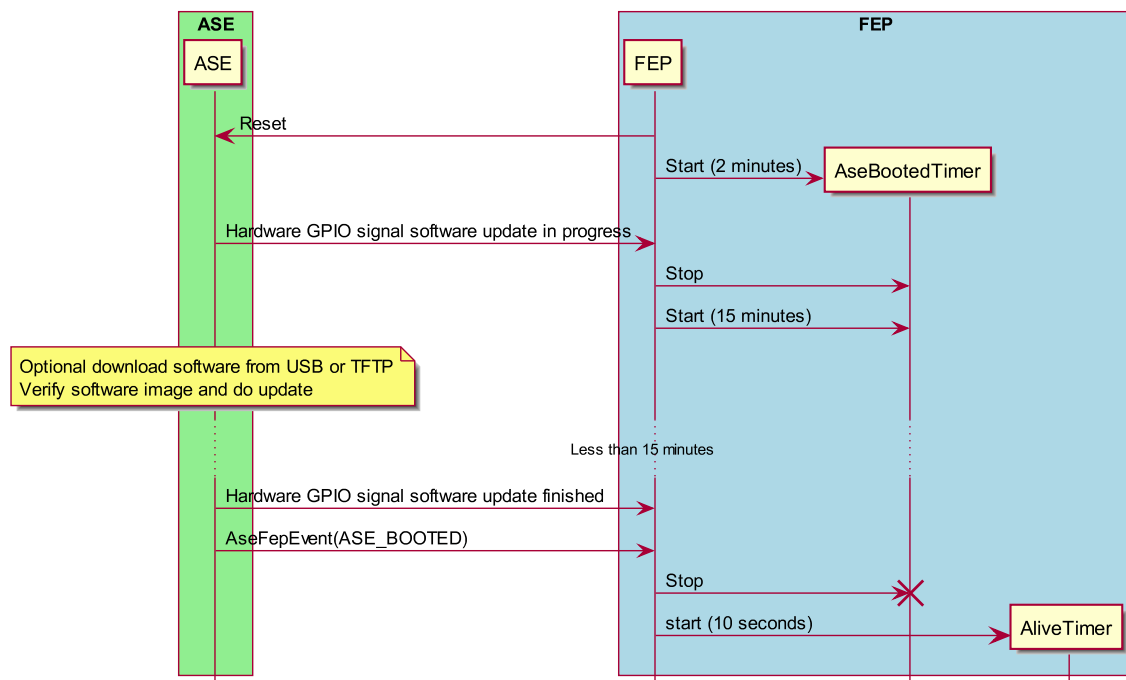 ASE
FEP
ASE
FEP
Reset
Start (2 minutes)
AseBootedTimer
Hardware GPIO signal software update in progress
Stop
Start (15 minutes)
Optional download software from USB or TFTP
Verify software image and do update
Less than 15 minutes
Hardware GPIO signal software update finished
AseFepEvent(ASE_BOOTED)
Stop
start (10 seconds)
AliveTimer